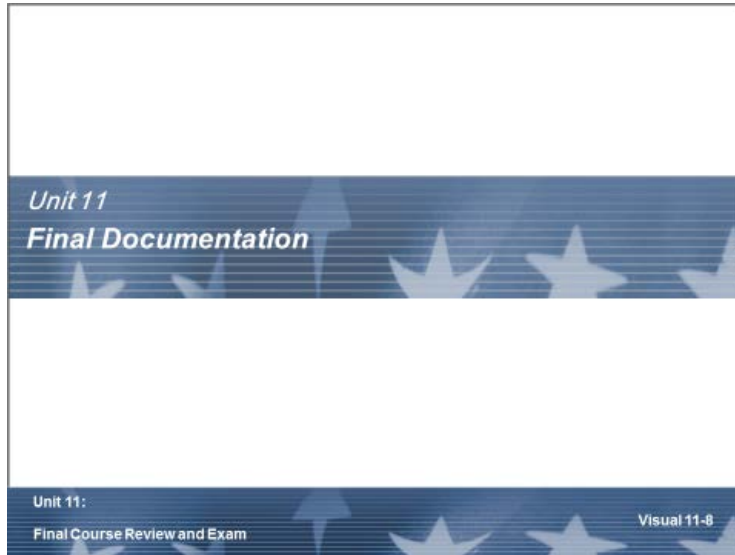 Unit 11
Final Documentation
Unit 11:
Final Course Review and Exam
Visual 11-8